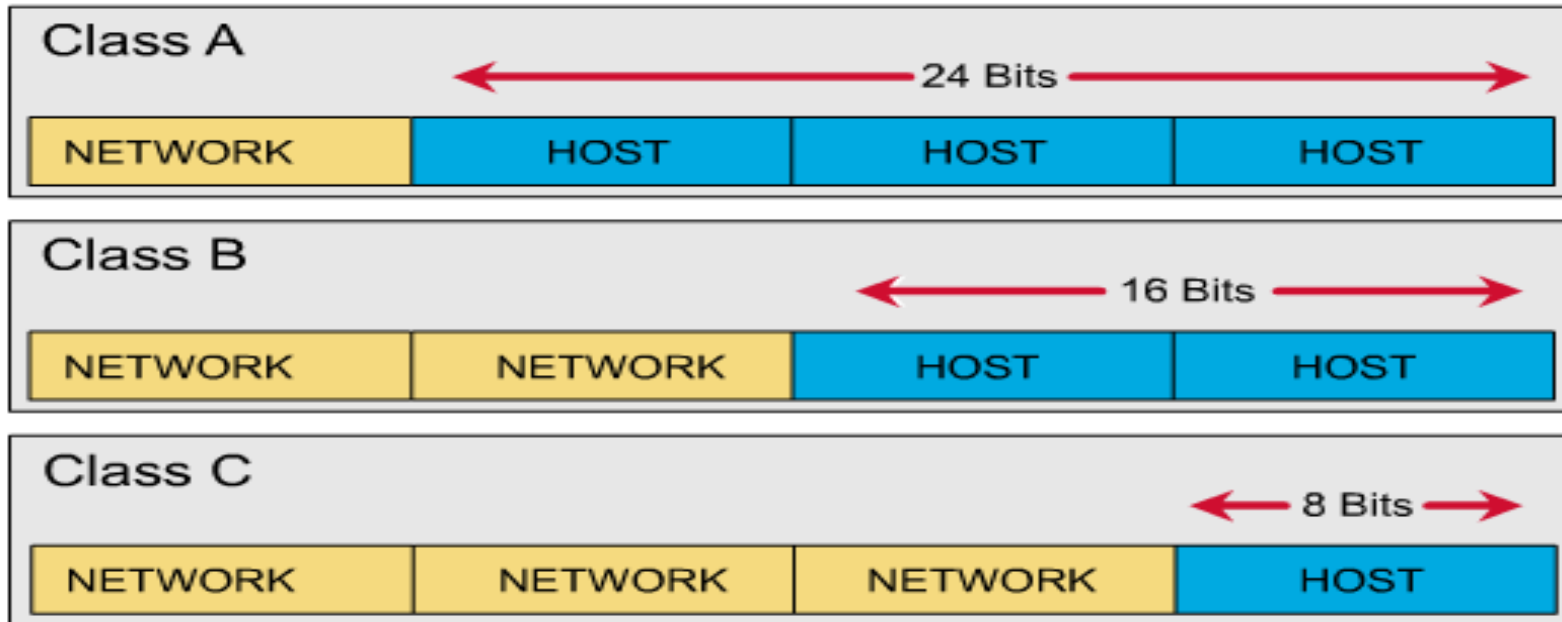 Class A
24 Bits
NETWORK HOST HOST HOST
Class B
16 Bits
NETWORK NETWORK HOST HOST
Class C
8 Bits
NETWORK NETWORK NETWORK HOST